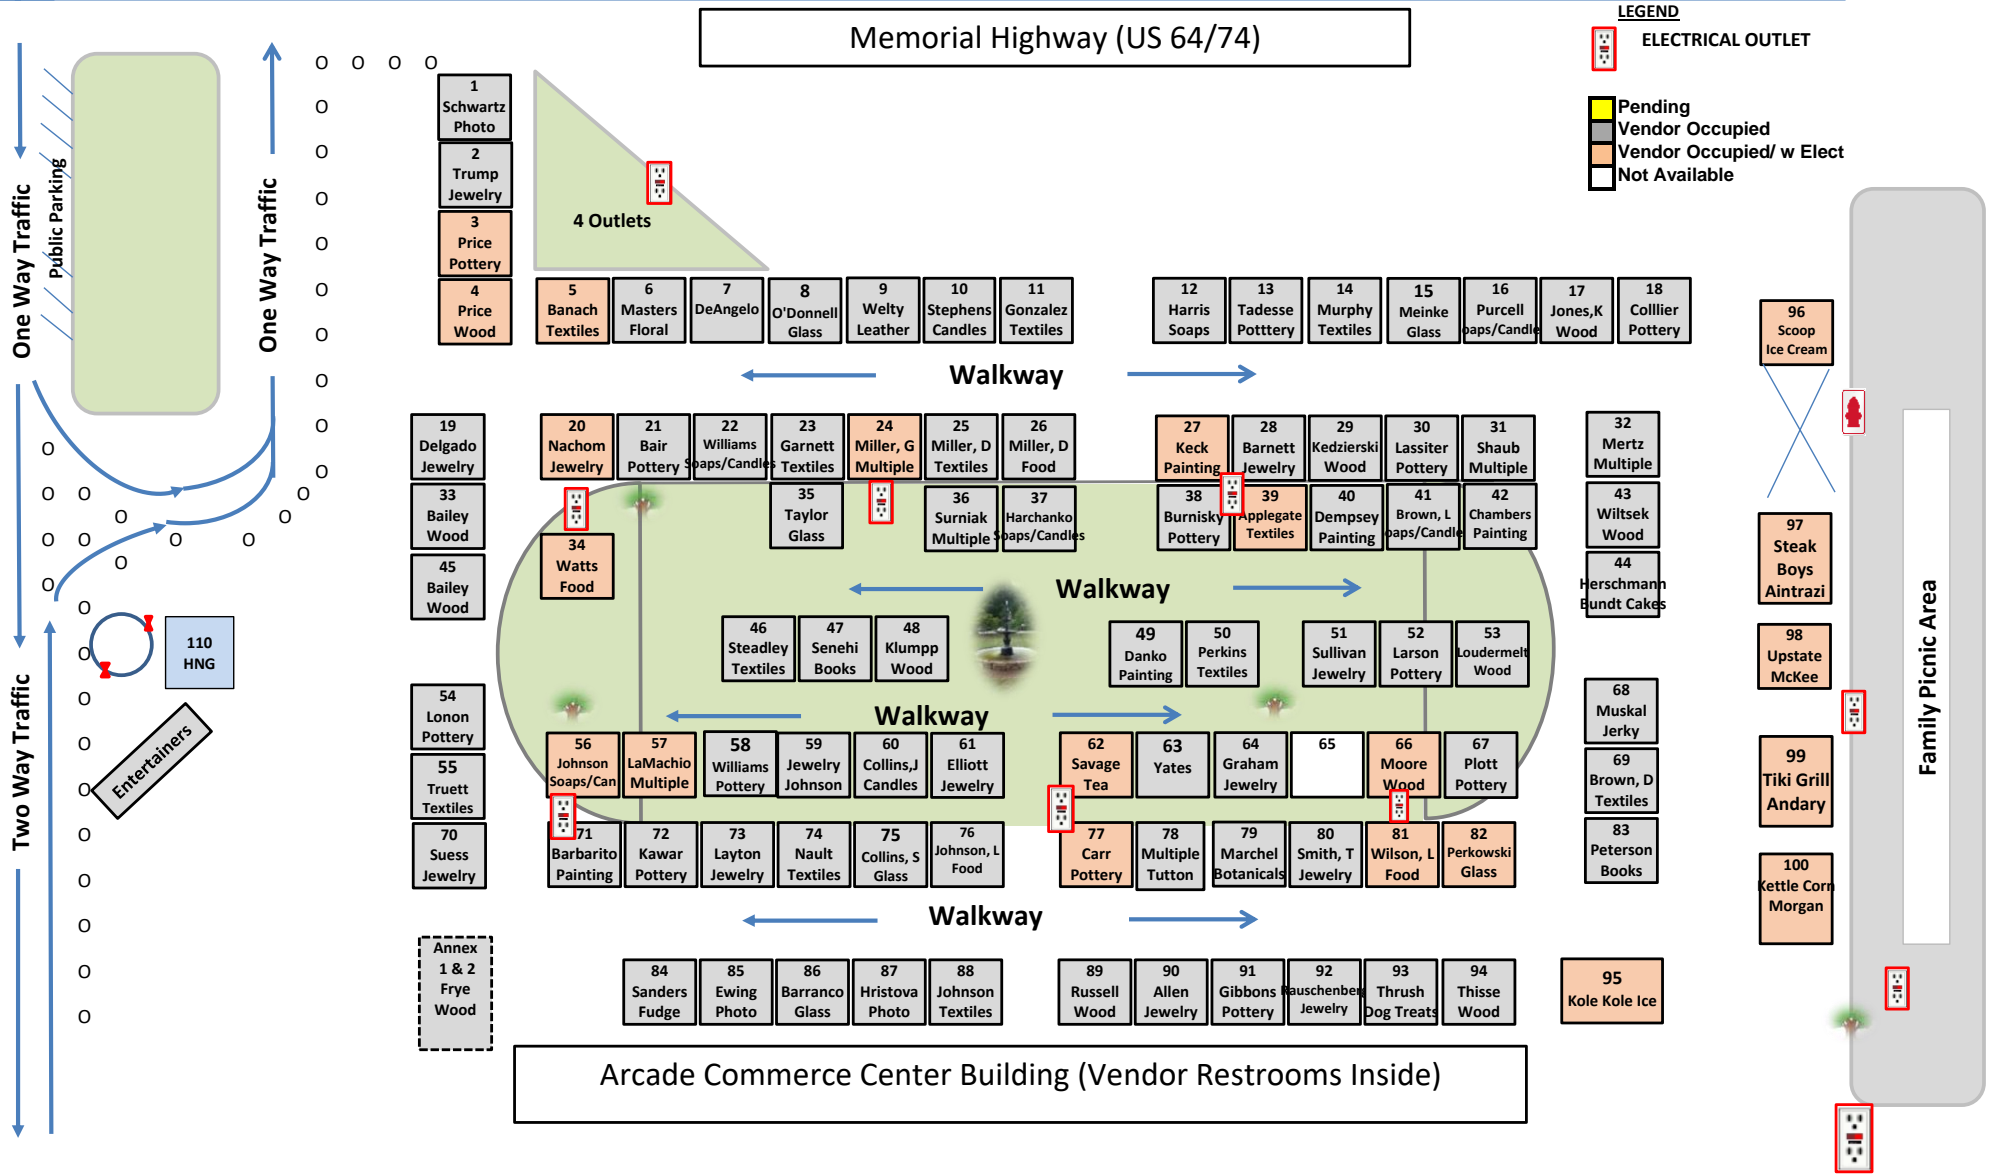 Memorial Highway (US 64/74)
LEGEND
ELECTRICAL OUTLET
Pending
Vendor Occupied
Vendor Occupied/ w Elect
Not Available
One Way Traffic
Public Parking
One Way Traffic
O O O O
O
O
O
O
O
O
O
O
O
O
O
O
O O
O
O O O O
O
O
O
O
O
O
O
O
O
O
O
O
O
1
Schwartz
Photo
2
Trump
Jewelry
3
Price
Pottery
4
Price
Wood
4 Outlets
5
Banach
Textiles
6
Masters
Floral
7
DeAngelo
8
O'Donnell
Glass
9
Welty
Leather
10
Stephens
Candles
11
Gonzalez
Textiles
12
Harris
Soaps
13
Tadesse
Potttery
14
Murphy
Textiles
15
Meinke
Glass
16
Purcell
oaps/Candle
17
Jones,K
Wood
18
Colllier
Pottery
96
Scoop
Ice Cream
Walkway
19
Delgado
Jewelry
20
Nachom
Jewelry
21
Bair
Pottery
22
Williams
Soaps/Candles
23
Garnett
Textiles
24
Miller, G
Multiple
25
Miller, D
Textiles
26
Miller, D
Food
27
Keck
Painting
28
Barnett
Jewelry
29
Kedzierski
Wood
30
Lassiter
Pottery
31
Shaub
Multiple
32
Mertz
Multiple
33
Bailey
Wood
34
Watts
Food
35
Taylor
Glass
36
Surniak
Multiple
37
Harchanko
Soaps/Candles
38
Burnisky
Pottery
39
Applegate
Textiles
40
Dempsey
Painting
41
Brown, L
oaps/Candle
42
Chambers
Painting
43
Wiltsek
Wood
44
Herschmann
Bundt Cakes
45
Bailey
Wood
97
Steak
Boys
Aintrazi
Walkway
110
HNG
46
Steadley
Textiles
47
Senehi
Books
48
Klumpp
Wood
49
Danko
Painting
50
Perkins
Textiles
51
Sullivan
Jewelry
52
Larson
Pottery
53
Loudermelt
Wood
98
Upstate
McKee
Two Way Traffic
Entertainers
54
Lonon
Pottery
55
Truett
Textiles
Walkway
56
Johnson
Soaps/Can
57
LaMachio
Multiple
58
Williams
Pottery
59
Jewelry
Johnson
60
Collins,J
Candles
61
Elliott
Jewelry
62
Savage
Tea
63
Yates
64
Graham
Jewelry
65
66
Moore
Wood
67
Plott
Pottery
68
Muskal
Jerky
69
Brown, D
Textiles
99
Tiki Grill
Andary
Family Picnic Area
70
Suess
Jewelry
71
Barbarito
Painting
72
Kawar
Pottery
73
Layton
Jewelry
74
Nault
Textiles
75
Collins, S
Glass
76
Johnson, L
Food
77
Carr
Pottery
78
Multiple
Tutton
79
Marchel
Botanicals
80
Smith, T
Jewelry
81
Wilson, L
Food
82
Perkowski
Glass
83
Peterson
Books
100
Kettle Corn
Morgan
Walkway
Annex
1 & 2
Frye
Wood
84
Sanders
Fudge
85
Ewing
Photo
86
Barranco
Glass
87
Hristova
Photo
88
Johnson
Textiles
89
Russell
Wood
90
Allen
Jewelry
91
Gibbons
Pottery
92
Rauschenberg
Jewelry
93
Thrush
Dog Treats
94
Thisse
Wood
95
Kole Kole Ice
Arcade Commerce Center Building (Vendor Restrooms Inside)